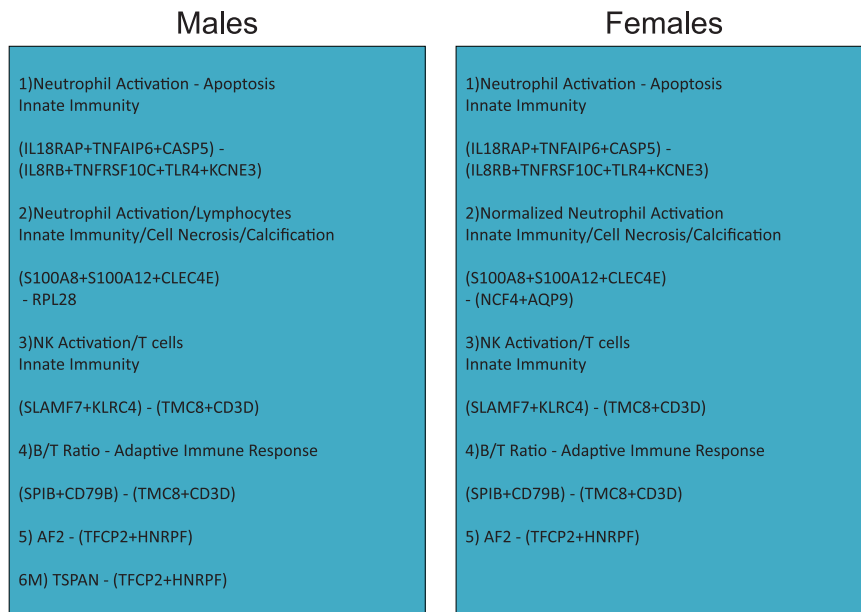 Males
1)Neutrophil Activation - Apoptosis
Innate Immunity
(IL18RAP+TNFAIP6+CASP5) -
(IL8RB+TNFRSF10C+TLR4+KCNE3)
2)Neutrophil Activation/Lymphocytes
Innate Immunity/Cell Necrosis/Calcification
(S100A8+S100A12+CLEC4E)
- RPL28
3)NK Activation/T cells
Innate Immunity
(SLAMF7+KLRC4) - (TMC8+CD3D)
4)B/T Ratio - Adaptive Immune Response
(SPIB+CD79B) - (TMC8+CD3D)
5) AF2 - (TFCP2+HNRPF)
6M) TSPAN - (TFCP2+HNRPF)
Females
1)Neutrophil Activation - Apoptosis
Innate Immunity
(IL18RAP+TNFAIP6+CASP5) -
(IL8RB+TNFRSF10C+TLR4+KCNE3)
2)Normalized Neutrophil Activation
Innate Immunity/Cell Necrosis/Calcification
(S100A8+S100A12+CLEC4E)
- (NCF4+AQP9)
3)NK Activation/T cells
Innate Immunity
(SLAMF7+KLRC4) - (TMC8+CD3D)
4)B/T Ratio - Adaptive Immune Response
(SPIB+CD79B) - (TMC8+CD3D)
5) AF2 - (TFCP2+HNRPF)